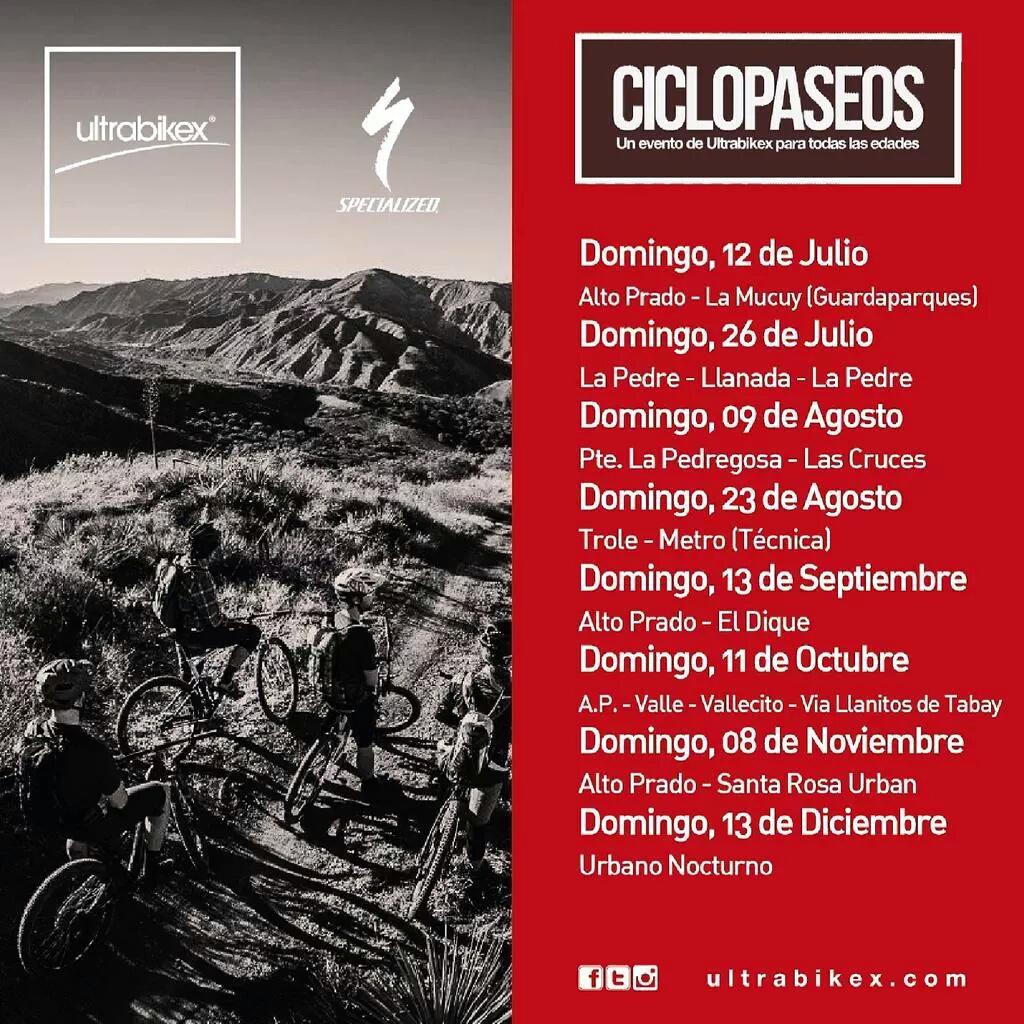 ultrabikex®
SPECIALIZED
CICLOPASEOS
Un evento de Ultrabikex para todas las edades
Domingo, 12 de Julio
Alto Prado - La Mucuy (Guardaparques)
Domingo, 26 de Julio
La Pedre - Llanada - La Pedre
Domingo, 09 de Agosto
Pte. La Pedregosa - Las Cruces
Domingo, 23 de Agosto
Trole - Metro (Técnica)
Domingo, 13 de Septiembre
Alto Prado - El Dique
Domingo, 11 de Octubre
A.P. - Valle - Vallecito - Via Llanitos de Tabay
Domingo, 08 de Noviembre
Alto Prado - Santa Rosa Urban
Domingo, 13 de Diciembre
Urbano Nocturno
ultrabikex.com